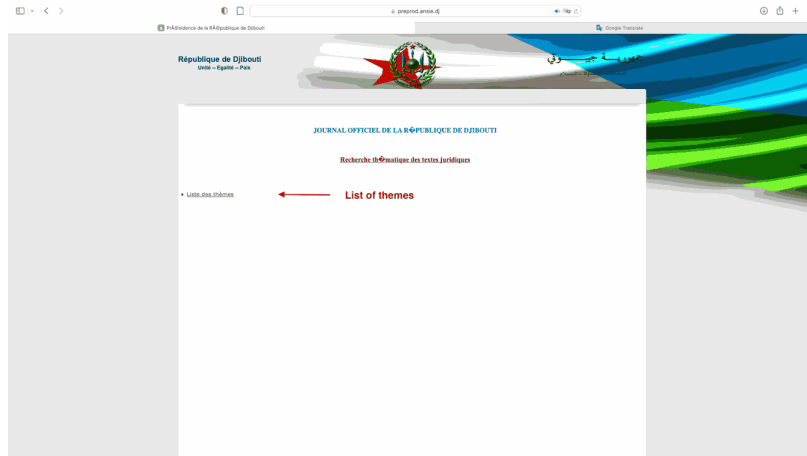 preprod.ansie.dj
PrÃ©sidence de la RÃ©publique de Djibouti
Google Translate
République de Djibouti
Unité – Egalité – Paix
JOURNAL OFFICIEL DE LA R�PUBLIQUE DE DJIBOUTI
Recherche th�matique des textes juridiques
Liste des thèmes
List of themes